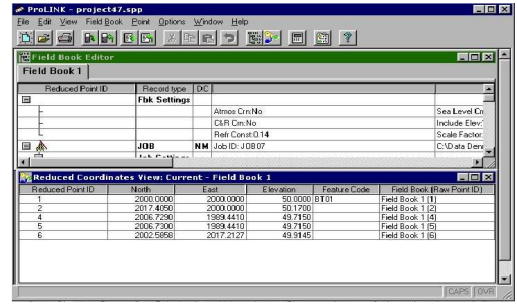 ProLINK - project47.spp
File Edit View Field Book Point Options Window Help
Field Book Editor
Field Book 1
Reduced Point ID Record type DC
Fbk Settings
Atmos Crn:No Sea Level Crn
C&R Crn:No Include Elev:
Refr Const:0.14 Scale Factor:
JOB NM Job ID: JOB07 C:\Data Den
Job Settings
Reduced Coordinates View: Current - Field Book 1
Reduced Point ID North East Elevation Feature Code Field Book (Raw Point ID)
1 2000.0000 2000.0000 50.0000 BT01 Field Book 1 (1)
2 2017.4050 2000.0000 50.1700 Field Book 1 (2)
4 2006.7290 1989.4410 49.7150 Field Book 1 (4)
5 2006.7300 1989.4410 49.7150 Field Book 1 (5)
6 2002.5858 2017.2127 49.9145 Field Book 1 (6)
CAPS OVR